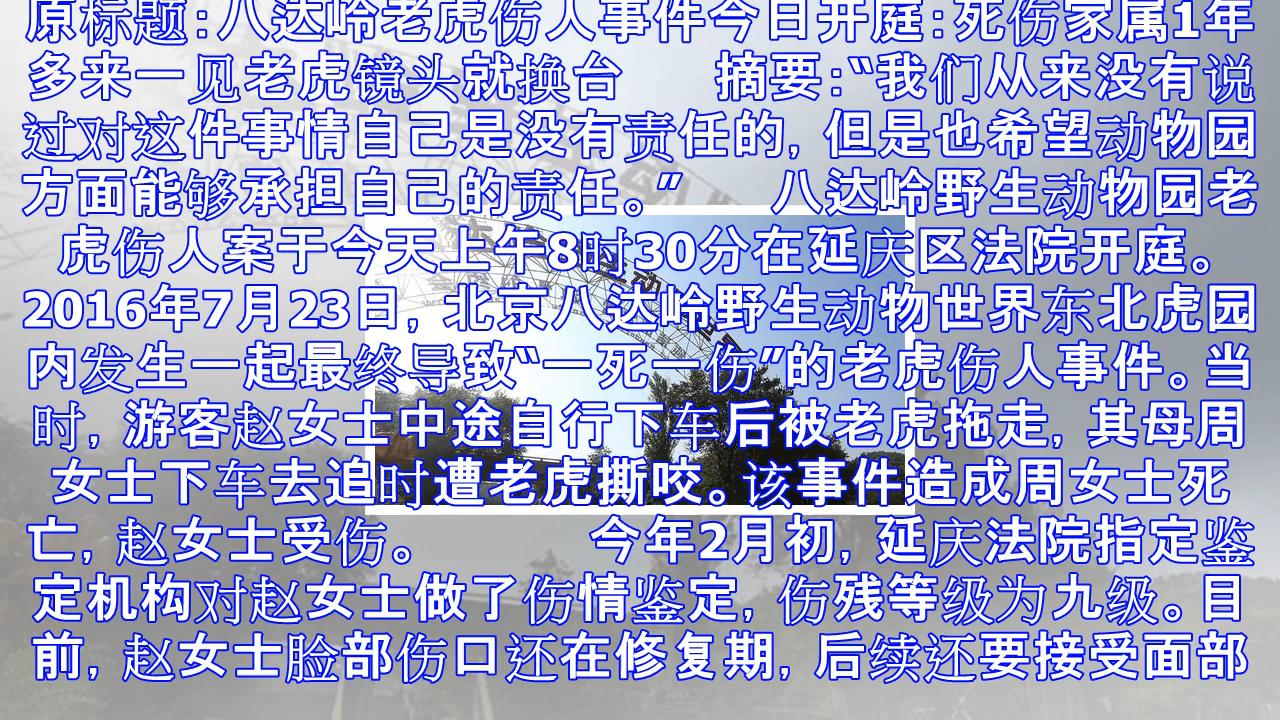 原标题:八达岭老虎伤人事件今日开庭:死伤家属1年
多来一见老虎镜头就换台  摘要:“我们从来没有说
过对这件事情自己是没有责任的,但是也希望动物园
方面能够承担自己的责任。”  八达岭野生动物园老
虎伤人案于今天上午8时30分在延庆区法院开庭。
2016年7月23日,北京八达岭野生动物世界东北虎园
内发生一起最终导致“一死一伤”的老虎伤人事件。当
时,游客赵女士中途自行下车后被老虎拖走,其母周
女士下车去追时遭老虎撕咬。该事件造成周女士死
亡,赵女士受伤。   今年2月初,延庆法院指定鉴
定机构对赵女士做了伤情鉴定,伤残等级为九级。目
前,赵女士脸部伤口还在修复期,后续还要接受面部